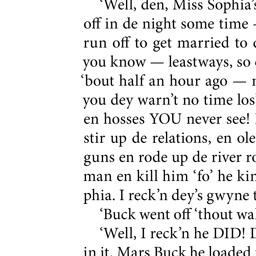 ‘Well, den, Miss Sophia’s
off in de night some time
run off to get married to
you know — leastways, so
‘bout half an hour ago —
you dey warn’t no time los
en hosses YOU never see!
stir up de relations, en ole
guns en rode up de river ro
man en kill him ‘fo’ he kin
phia. I reck’n dey’s gwyne t
‘Buck went off ‘thout wa
‘Well, I reck’n he DID! D
in it. Mars Buck he loaded